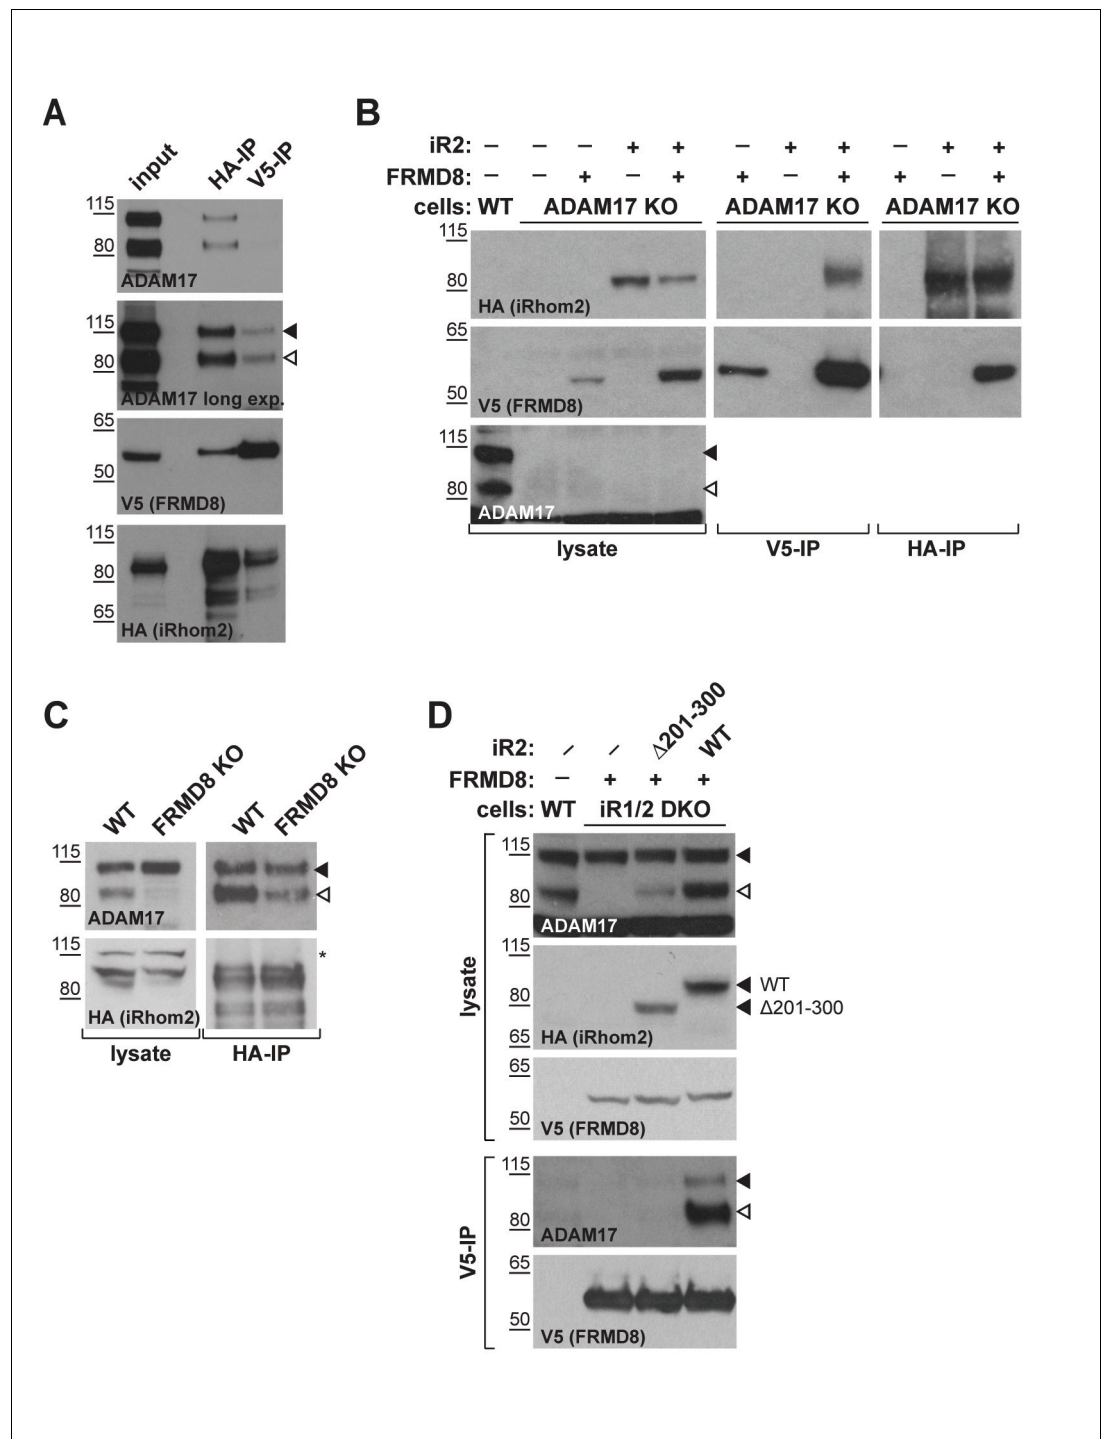 A
input HA-IP V5-IP
115
80
ADAM17
115
80
ADAM17 long exp.
65
50
V5 (FRMD8)
115
80
65
HA (iRhom2)
B
iR2: – – – + + – + + – + +
FRMD8: – – + – + + – + + – +
cells: WT ADAM17 KO ADAM17 KO ADAM17 KO
115
80
HA (iRhom2)
65
50
V5 (FRMD8)
115
80
ADAM17
lysate V5-IP HA-IP
C
WT FRMD8 KO WT FRMD8 KO
115
80
ADAM17
115 *
80
HA (iRhom2)
lysate HA-IP
D
iR2: ⁄ ⁄ Δ201-300 WT
FRMD8: – + + +
cells: WT iR1/2 DKO
lysate
115
80
ADAM17
115
WT
80
Δ201-300
HA (iRhom2)
65
65
50
V5 (FRMD8)
V5-IP
115
80
ADAM17
65
50
V5 (FRMD8)